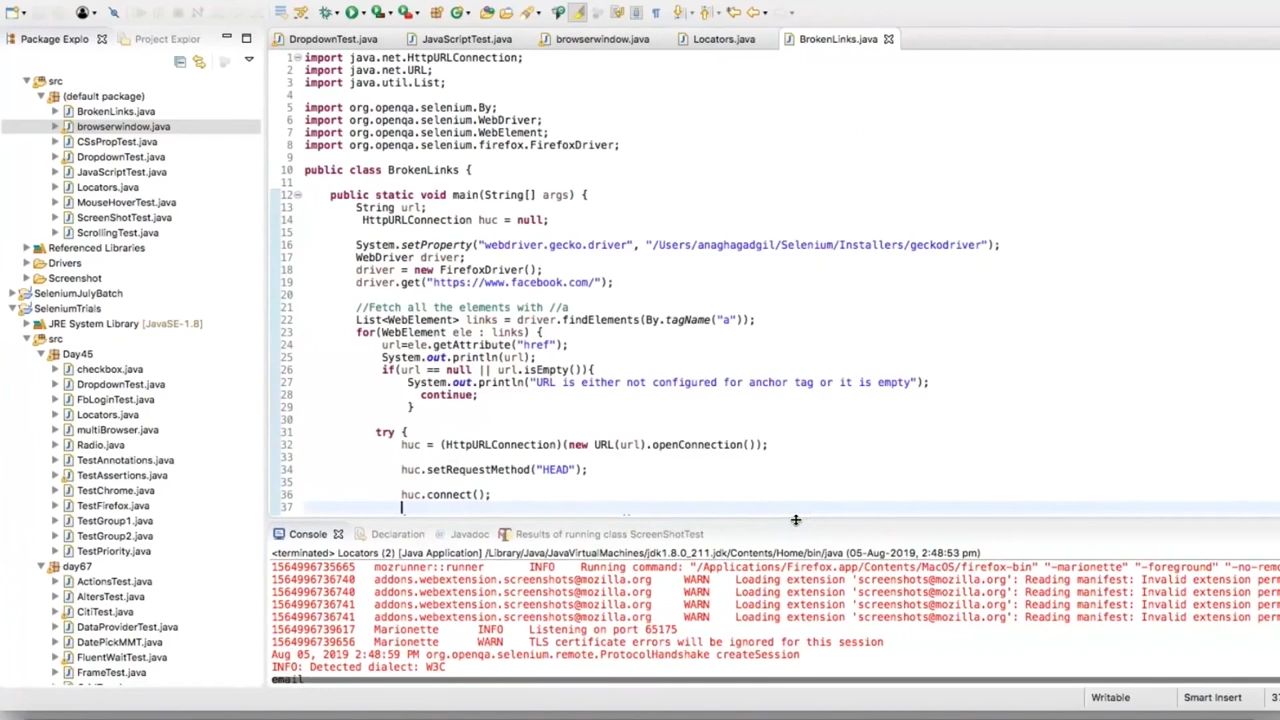 Package Explo
Project Explor
DropdownTest.java
JavaScriptTest.java
browserwindow.java
Locators.java
BrokenLinks.java
src
(default package)
BrokenLinks.java
browserwindow.java
CSsPropTest.java
DropdownTest.java
JavaScriptTest.java
Locators.java
MouseHoverTest.java
ScreenShotTest.java
ScrollingTest.java
Referenced Libraries
Drivers
Screenshot
SeleniumJulyBatch
SeleniumTrials
JRE System Library [JavaSE-1.7]
src
Day45
checkbox.java
DropdownTest.java
FbLoginTest.java
Locators.java
multiBrowser.java
Radio.java
TestAnnotations.java
TestAssertions.java
TestChrome.java
TestFirefox.java
TestGroup1.java
TestGroup2.java
TestPriority.java
day67
ActionsTest.java
AltersTest.java
CitiTest.java
DataProviderTest.java
DatePickMMT.java
FluentWaitTest.java
FrameTest.java
1 import java.net.HttpURLConnection;
2 import java.net.URL;
3 import java.util.List;
4
5 import org.openqa.selenium.By;
6 import org.openqa.selenium.WebDriver;
7 import org.openqa.selenium.WebElement;
8 import org.openqa.selenium.firefox.FirefoxDriver;
9
10 public class BrokenLinks {
11
12 public static void main(String[] args) {
13 String url;
14 HttpURLConnection huc = null;
15
16 System.setProperty("webdriver.gecko.driver", "/Users/anaghagadgil/Selenium/Installers/geckodriver");
17 WebDriver driver;
18 driver = new FirefoxDriver();
19 driver.get("https://www.facebook.com/");
20
21 //Fetch all the elements with //a
22 List<WebElement> links = driver.findElements(By.tagName("a"));
23 for(WebElement ele : links) {
24 url=ele.getAttribute("href");
25 System.out.println(url);
26 if(url == null || url.isEmpty()){
27 System.out.println("URL is either not configured for anchor tag or it is empty");
28 continue;
29 }
30
31 try {
32 huc = (HttpURLConnection)(new URL(url).openConnection());
33
34 huc.setRequestMethod("HEAD");
35
36 huc.connect();
37
Console
Declaration
Javadoc
Results of running class ScreenShotTest
<terminated> Locators (2) [Java Application] /Library/Java/JavaVirtualMachines/jdk1.8.0_211.jdk/Contents/Home/bin/java (05-Aug-2019, 2:48:53 pm)
1564996735665 mozrunner::runner INFO Running command: "/Applications/Firefox.app/Contents/MacOS/firefox-bin" "-marionette" "-foreground" "-no-remo
1564996736740 addons.webextension.screenshots@mozilla.org WARN Loading extension 'screenshots@mozilla.org': Reading manifest: Invalid extension perm
1564996736740 addons.webextension.screenshots@mozilla.org WARN Loading extension 'screenshots@mozilla.org': Reading manifest: Invalid extension perm
1564996736741 addons.webextension.screenshots@mozilla.org WARN Loading extension 'screenshots@mozilla.org': Reading manifest: Invalid extension perm
1564996736741 addons.webextension.screenshots@mozilla.org WARN Loading extension 'screenshots@mozilla.org': Reading manifest: Invalid extension perm
1564996739617 Marionette INFO Listening on port 65175
1564996739656 Marionette WARN TLS certificate errors will be ignored for this session
Aug 05, 2019 2:48:59 PM org.openqa.selenium.remote.ProtocolHandshake createSession
INFO: Detected dialect: W3C
email
Writable
Smart Insert
37